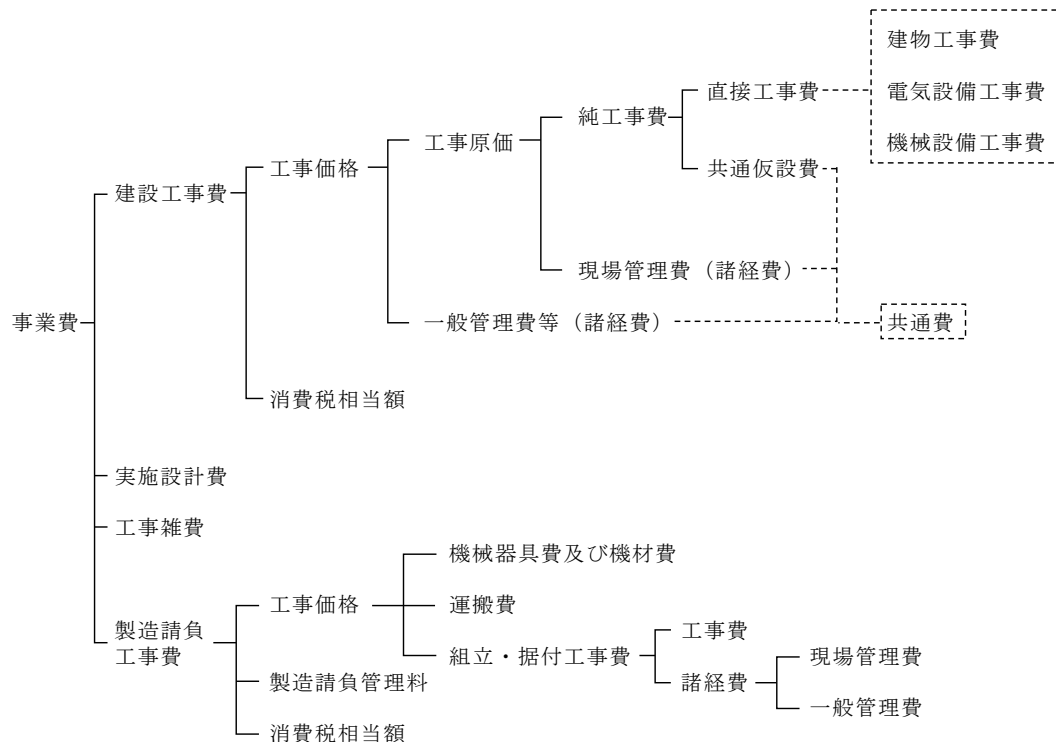 建物工事費
電気設備工事費
機械設備工事費
直接工事費
純工事費
工事原価
工事価格
共通仮設費
建設工事費
現場管理費（諸経費）
事業費
一般管理費等（諸経費）
共通費
消費税相当額
実施設計費
工事雑費
機械器具費及び機材費
工事価格
運搬費
製造請負
工事費
工事費
組立・据付工事費
現場管理費
製造請負管理料
諸経費
一般管理費
消費税相当額